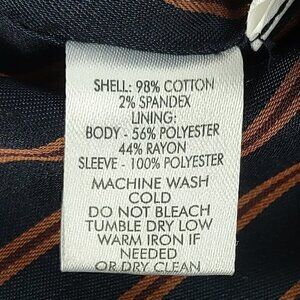 SHELL: 98% COTTON
2% SPANDEX
LINING:
BODY - 56% POLYESTER
44% RAYON
SLEEVE - 100% POLYESTER
MACHINE WASH
COLD
DO NOT BLEACH
TUMBLE DRY LOW
WARM IRON IF
NEEDED
OR DRY CLEAN